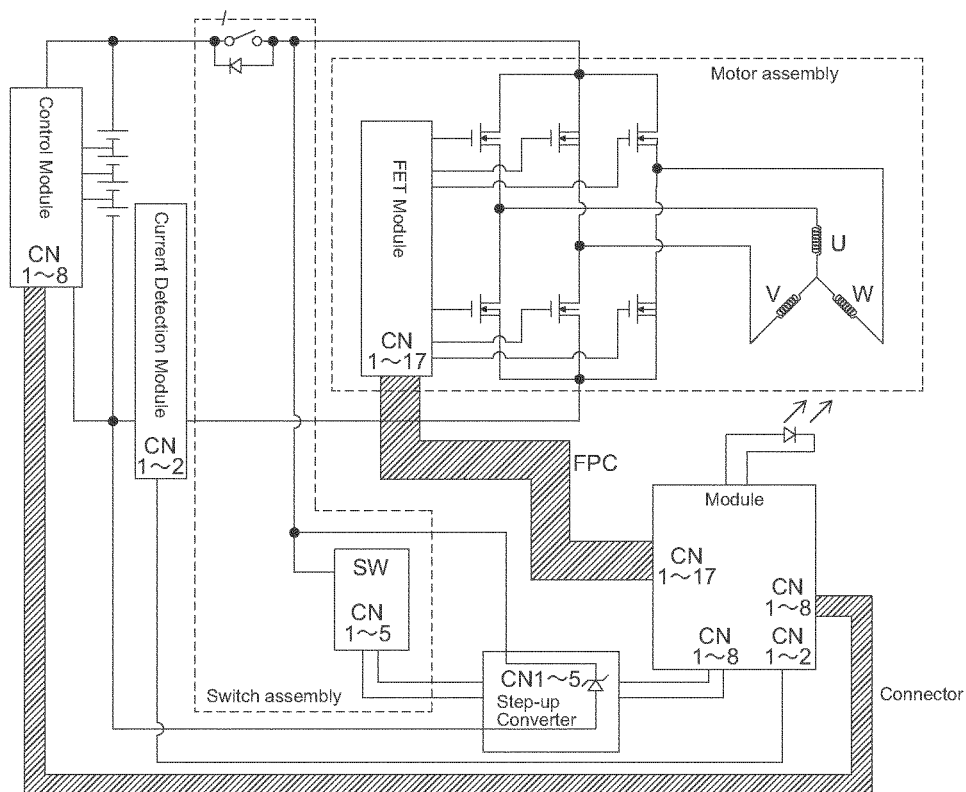 Motor assembly
Control Module
CN
1～8
FET Module
CN
1～17
Current Detection Module
CN
1～2
U
V
W
FPC
Module
CN
1～17
CN
1～8
CN
1～8
CN
1～2
SW
CN
1～5
Switch assembly
CN1～5
Step-up
Converter
Connector